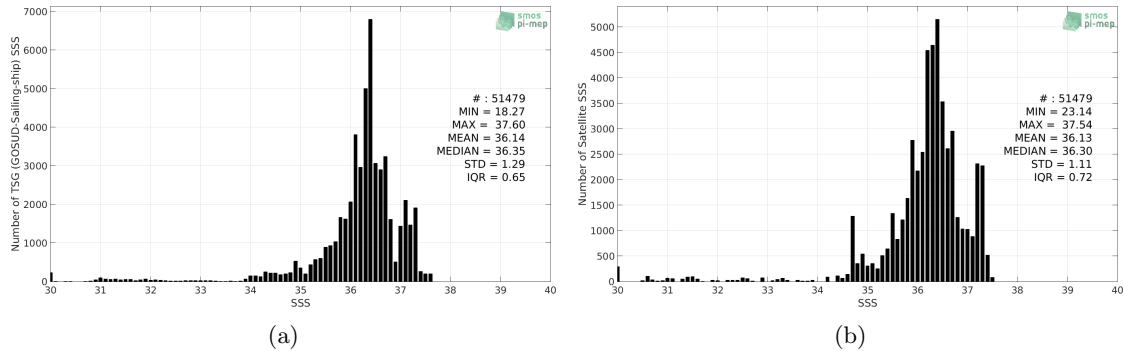 smos
pi-mep
Number of TSG (GOSUD-Sailing-ship) SSS
7000
6000
5000
4000
3000
2000
1000
0
# : 51479
MIN = 18.27
MAX = 37.60
MEAN = 36.14
MEDIAN = 36.35
STD = 1.29
IQR = 0.65
30 31 32 33 34 35 36 37 38 39 40
SSS
(a)
smos
pi-mep
Number of Satellite SSS
5000
4500
4000
3500
3000
2500
2000
1500
1000
500
0
# : 51479
MIN = 23.14
MAX = 37.54
MEAN = 36.13
MEDIAN = 36.30
STD = 1.11
IQR = 0.72
30 31 32 33 34 35 36 37 38 39 40
SSS
(b)